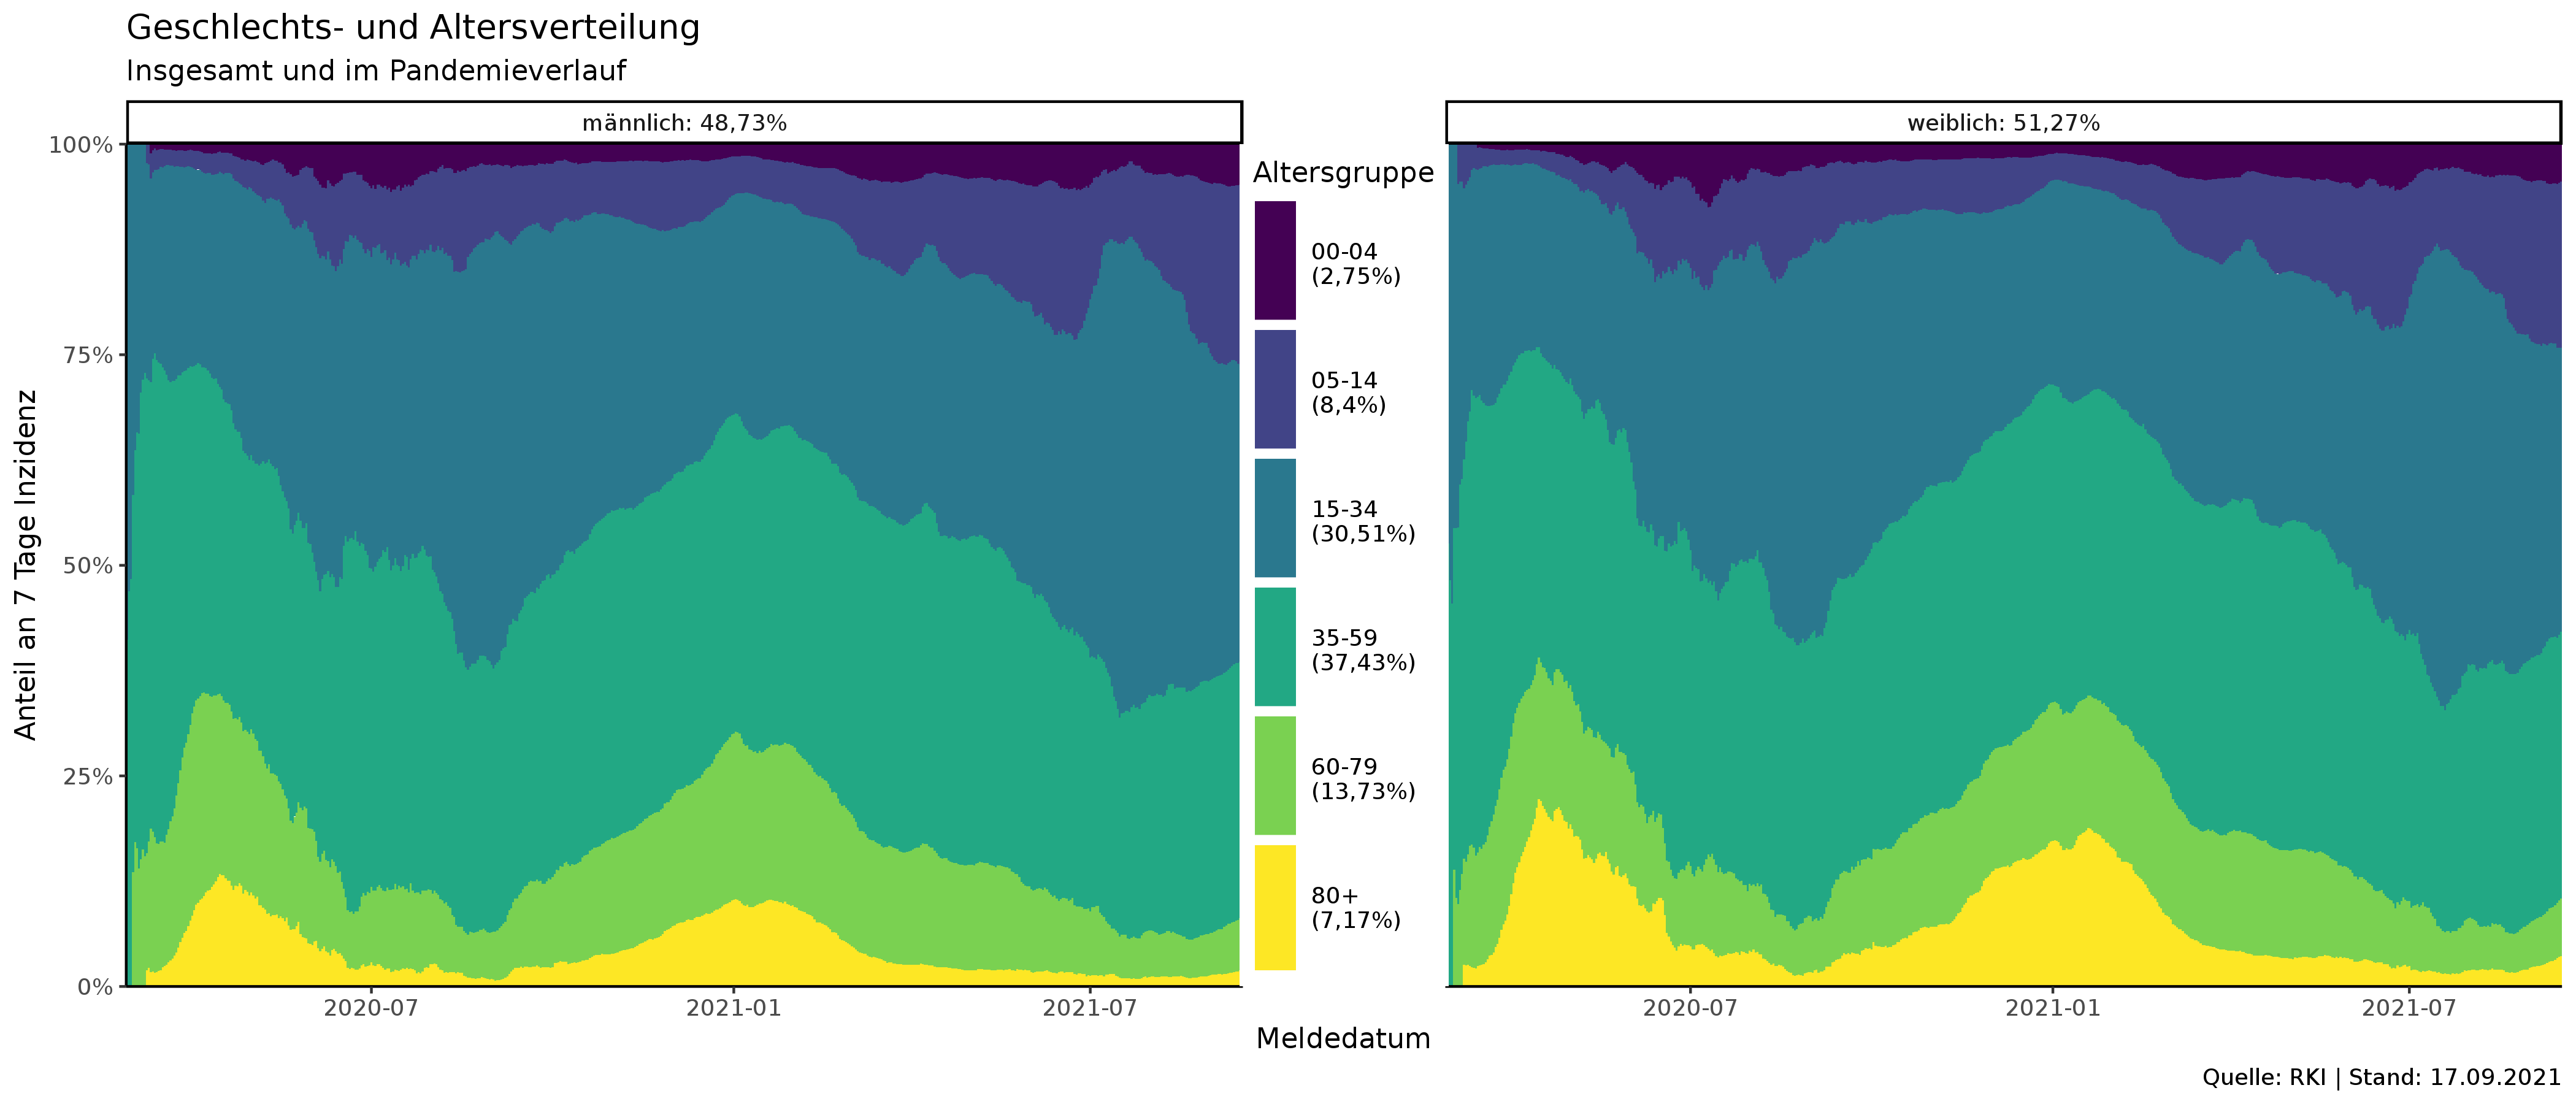 Geschlechts- und Altersverteilung
Insgesamt und im Pandemieverlauf
männlich: 48,73%
weiblich: 51,27%
Anteil an 7 Tage Inzidenz
100%
75%
50%
25%
0%
2020-07
2021-01
2021-07
Altersgruppe
00-04
(2,75%)
05-14
(8,4%)
15-34
(30,51%)
35-59
(37,43%)
60-79
(13,73%)
80+
(7,17%)
2020-07
2021-01
2021-07
Meldedatum
Quelle: RKI | Stand: 17.09.2021